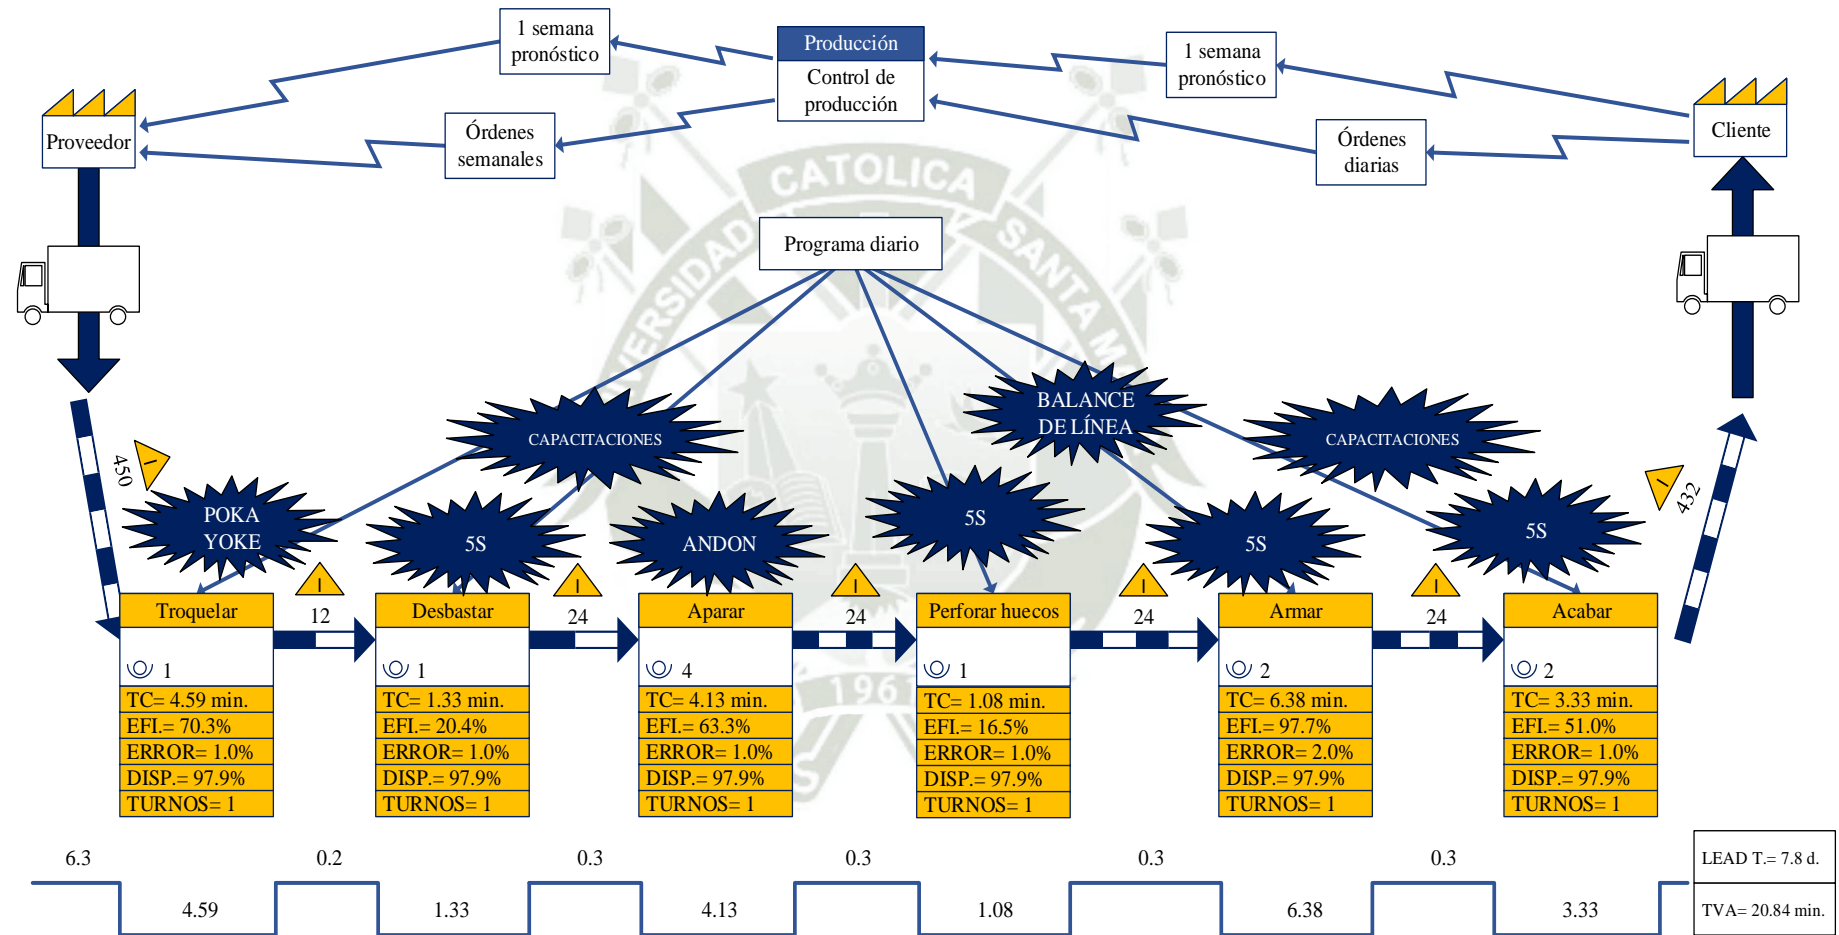 1 semana
pronóstico
Producción
Control de
producción
1 semana
pronóstico
Proveedor
Órdenes
semanales
Órdenes
diarias
Cliente
CATOLICA
UNIVERSIDAD
SANTA MA
Programa diario
450
432
POKA
YOKE
CAPACITACIONES
5S
ANDON
5S
BALANCE
DE LÍNEA
5S
CAPACITACIONES
5S
I
I
I
I
I
I
I
12
24
24
24
24
Troquelar
1
TC= 4.59 min.
EFI.= 70.3%
ERROR= 1.0%
DISP.= 97.9%
TURNOS= 1
Desbastar
1
TC= 1.33 min.
EFI.= 20.4%
ERROR= 1.0%
DISP.= 97.9%
TURNOS= 1
Aparar
4
TC= 4.13 min.
EFI.= 63.3%
ERROR= 1.0%
DISP.= 97.9%
TURNOS= 1
Perforar huecos
1
TC= 1.08 min.
EFI.= 16.5%
ERROR= 1.0%
DISP.= 97.9%
TURNOS= 1
Armar
2
TC= 6.38 min.
EFI.= 97.7%
ERROR= 2.0%
DISP.= 97.9%
TURNOS= 1
Acabar
2
TC= 3.33 min.
EFI.= 51.0%
ERROR= 1.0%
DISP.= 97.9%
TURNOS= 1
196
6.3
0.2
0.3
0.3
0.3
0.3
LEAD T.= 7.8 d.
4.59
1.33
4.13
1.08
6.38
3.33
TVA= 20.84 min.